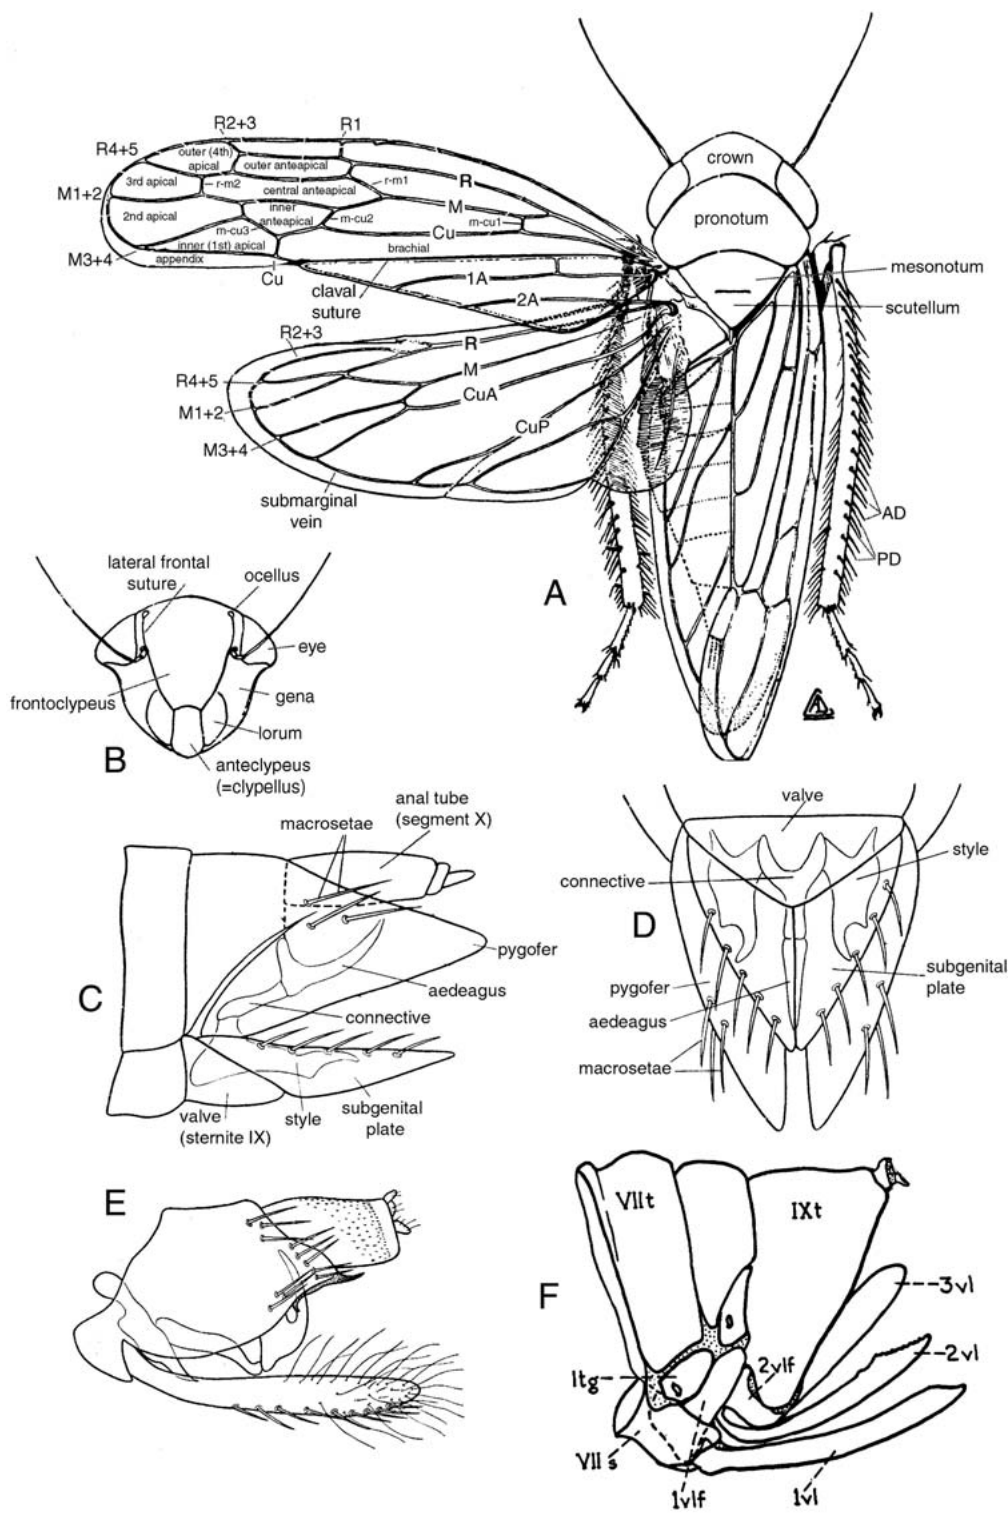 R2+3
R1
R4+5
outer (4th)
apical
outer anteapical
3rd apical
r-m2
central anteapical
r-m1
R
M1+2
M
2nd apical
inner
anteapical
m-cu2
m-cu1
m-cu3
Cu
inner (1st) apical
brachial
M3+4
appendix
Cu
claval
suture
1A
2A
crown
pronotum
mesonotum
scutellum
R2+3
R
R4+5
M
CuA
M1+2
CuP
M3+4
submarginal
vein
AD
PD
A
lateral frontal
suture
ocellus
eye
frontoclypeus
gena
lorum
B
anteclypeus
(=clypellus)
anal tube
(segment X)
macrosetae
pygofer
C
aedeagus
connective
valve
(sternite IX)
style
subgenital
plate
valve
style
connective
D
pygofer
subgenital
plate
aedeagus
macrosetae
E
VIIt
IXt
F
3vl
2vl
2vlf
ltg
VII s
1vlf
1vl